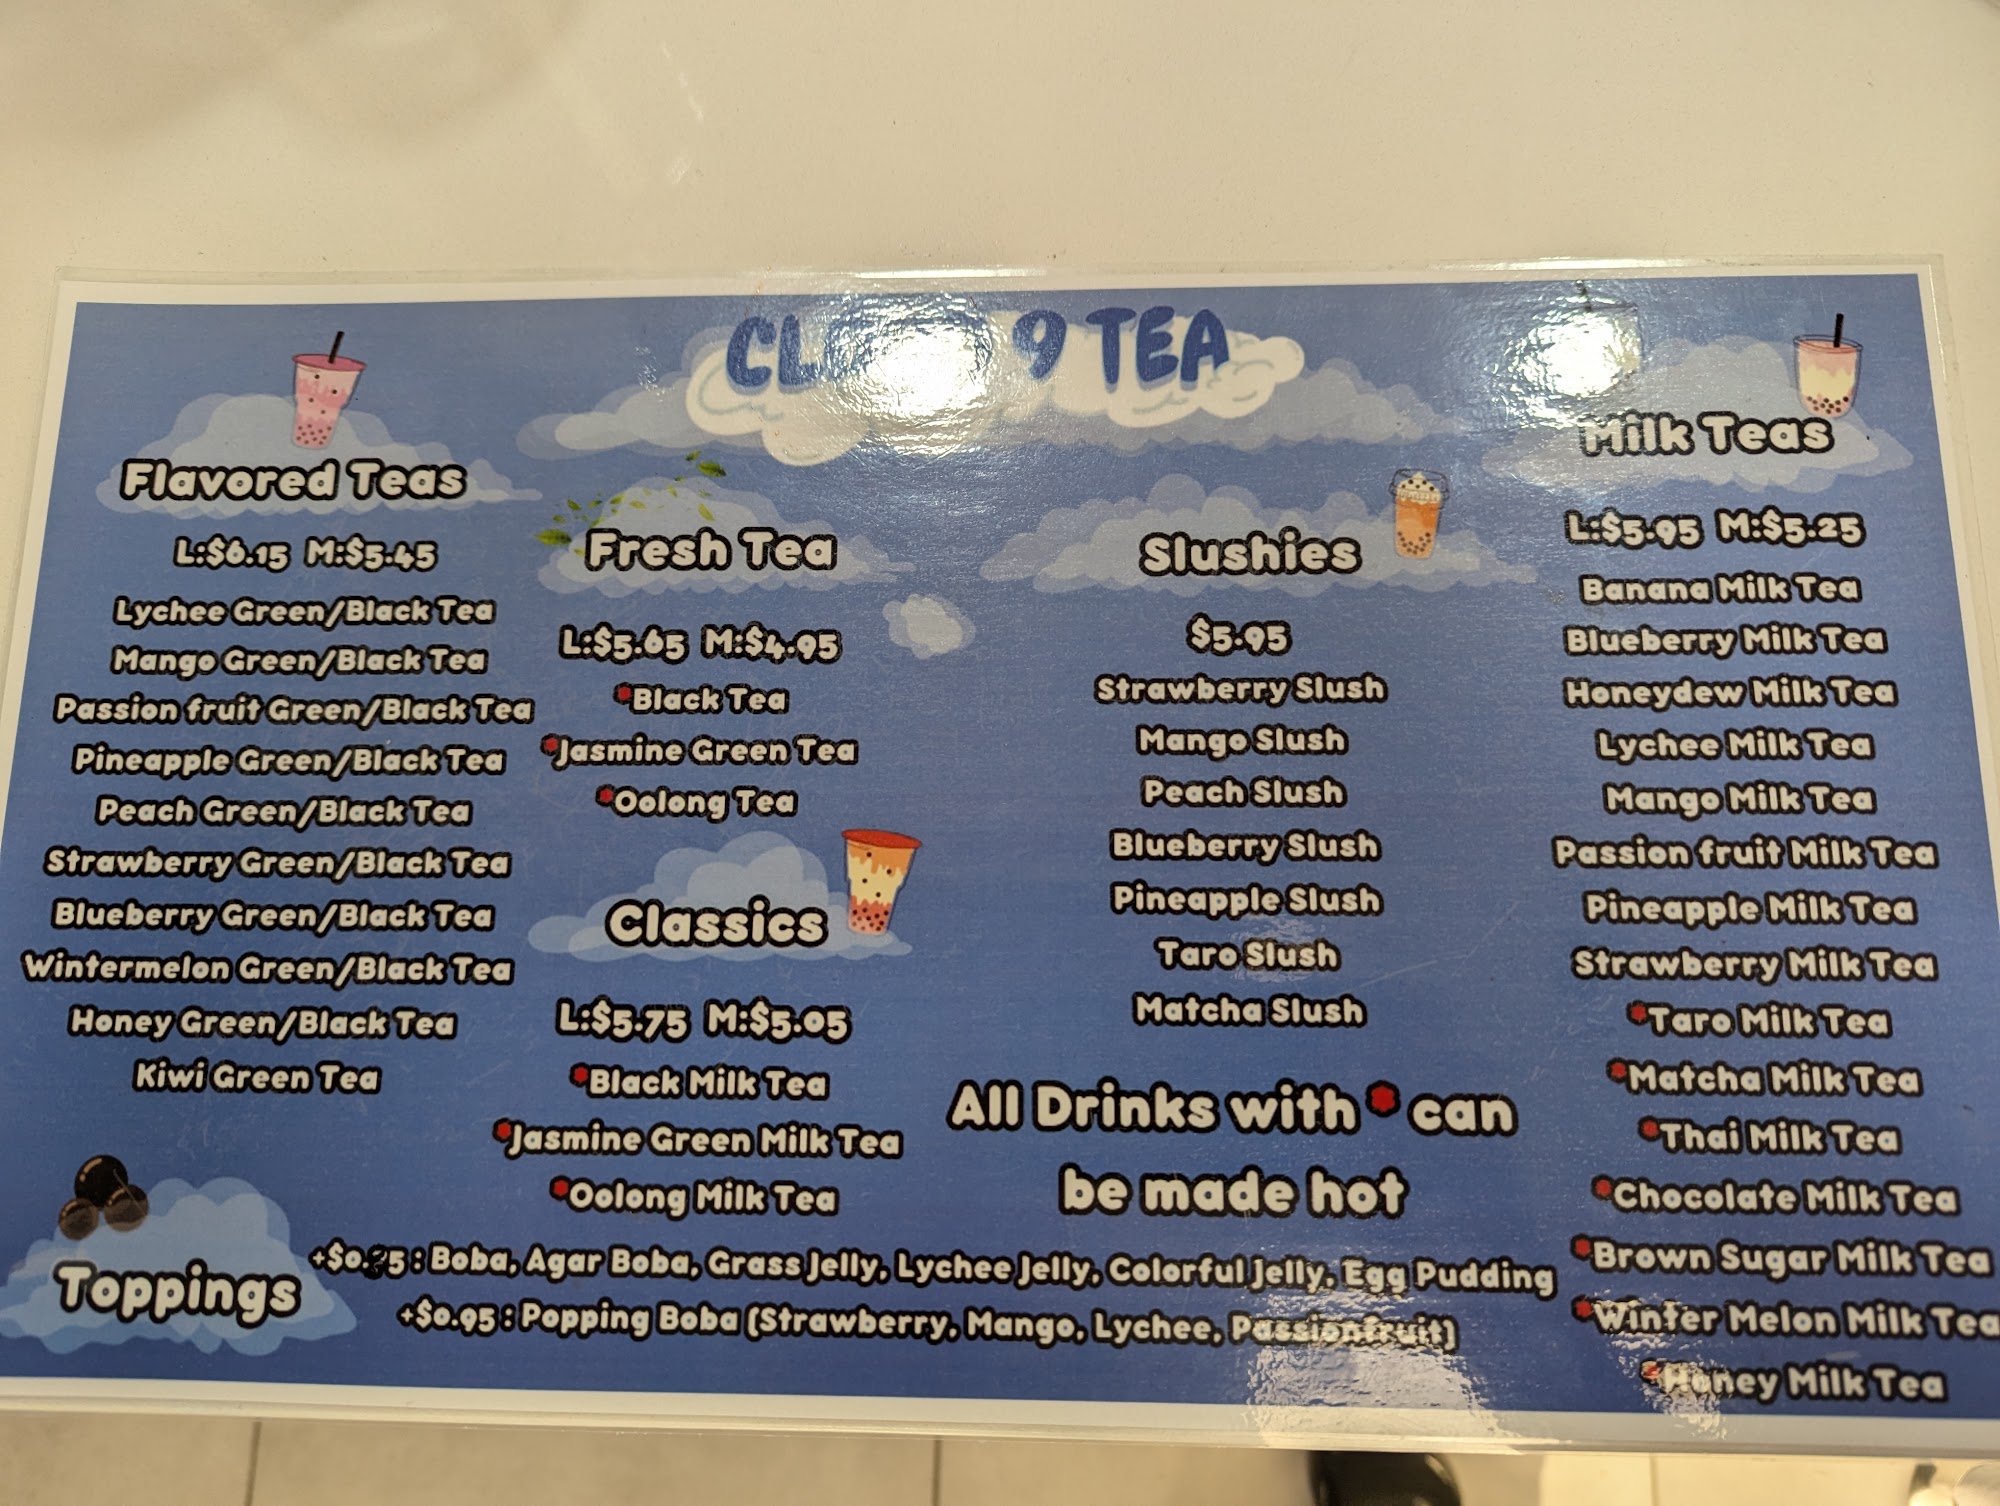 9 TEA
Flavored Teas
L:$6.15 M:$5.45
Lychee Green/Black Tea
Mango Green/Black Tea
Passion fruit Green/Black Tea
Pineapple Green/Black Tea
Peach Green/Black Tea
Strawberry Green/Black Tea
Blueberry Green/Black Tea
Wintermelon Green/Black Tea
Honey Green/Black Tea
Kiwi Green Tea
Fresh Tea
L:$5.65 M:$4.95
*Black Tea
*Jasmine Green Tea
*Oolong Tea
Classics
L:$5.75 M:$5.05
*Black Milk Tea
*Jasmine Green Milk Tea
*Oolong Milk Tea
Slushies
$5.95
Strawberry Slush
Mango Slush
Peach Slush
Blueberry Slush
Pineapple Slush
Taro Slush
Matcha Slush
All Drinks with * can
be made hot
Milk Teas
L:$5.95 M:$5.25
Banana Milk Tea
Blueberry Milk Tea
Honeydew Milk Tea
Lychee Milk Tea
Mango Milk Tea
Passion fruit Milk Tea
Pineapple Milk Tea
Strawberry Milk Tea
*Taro Milk Tea
*Matcha Milk Tea
*Thai Milk Tea
*Chocolate Milk Tea
*Brown Sugar Milk Tea
*Winter Melon Milk Tea
*Honey Milk Tea
Toppings
: Boba, Agar Boba, Grass Jelly, Lychee Jelly, Colorful Jelly, Egg Pudding
+$0.95 : Popping Boba (Strawberry, Mango, Lychee, Passionfruit)